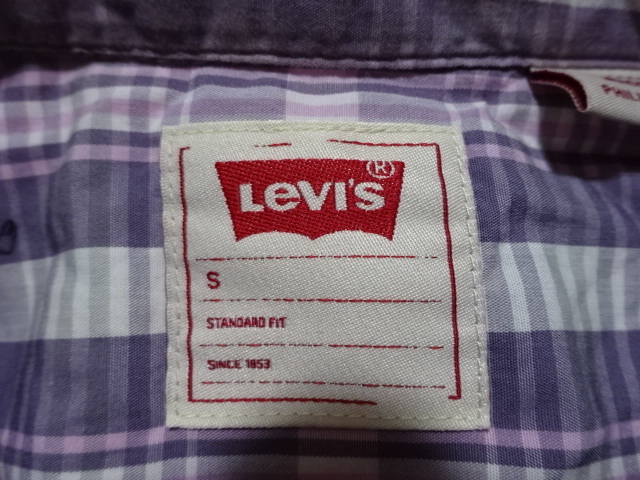 LEVI'S®
S
STANDARD FIT
SINCE 1853